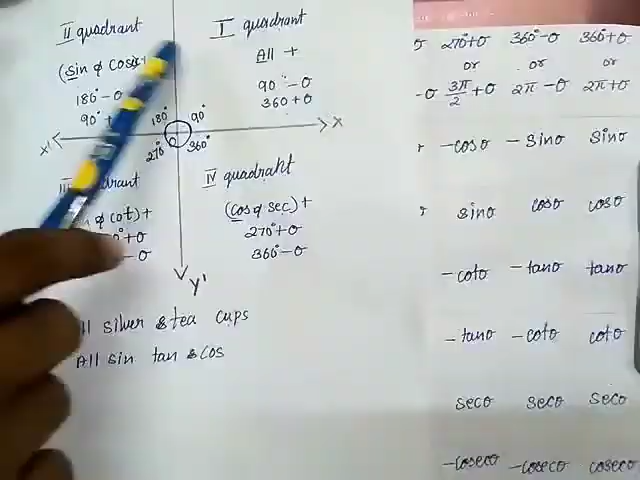 II quadrant
(sin & cosec +
180°-θ
90° +
I quadrant
All +
90°-θ
360+θ
180° 90°
270° 360°
X' X
quadrant
& cot)+
+θ
-θ
IV quadrant
(cos & sec)+
270°+θ
360°-θ
Y'
All silver & tea cups
All sin tan & cos
θ 270°+θ 360°-θ 360°+θ
or or or
-θ 3π/2+θ 2π-θ 2π+θ
-cosθ -sinθ sinθ
sinθ cosθ cosθ
-cotθ -tanθ tanθ
-tanθ -cotθ cotθ
secθ secθ
-cosecθ -cosecθ cosecθ